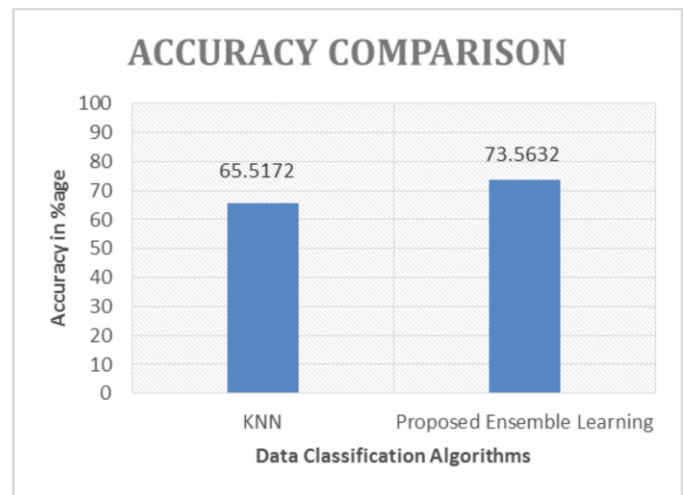 ACCURACY COMPARISON
100
90
80
70
60
50
40
30
20
10
0
Accuracy in %age
65.5172
73.5632
KNN
Proposed Ensemble Learning
Data Classification Algorithms